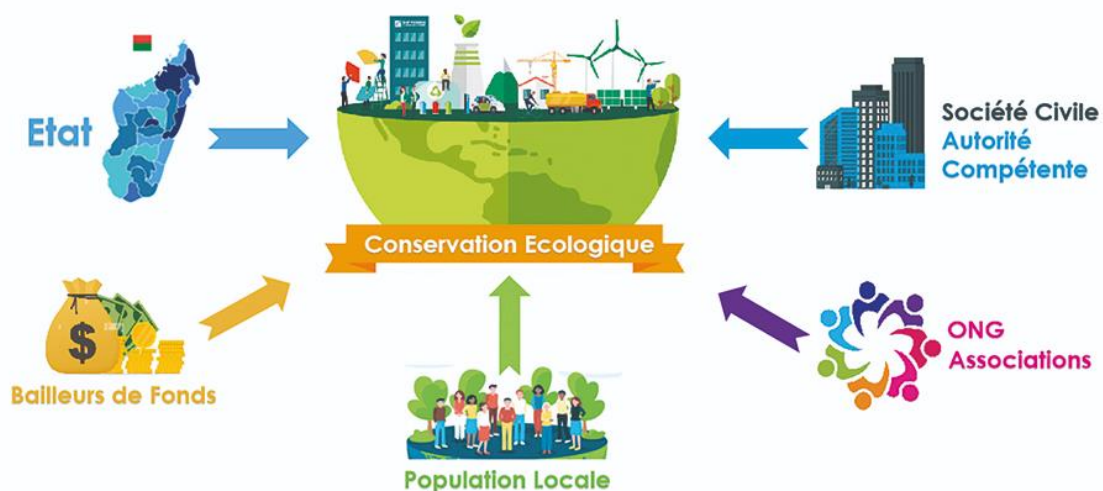 Etat
Société Civile
Autorité
Compétente
Conservation Ecologique
$
Bailleurs de Fonds
ONG
Associations
Population Locale